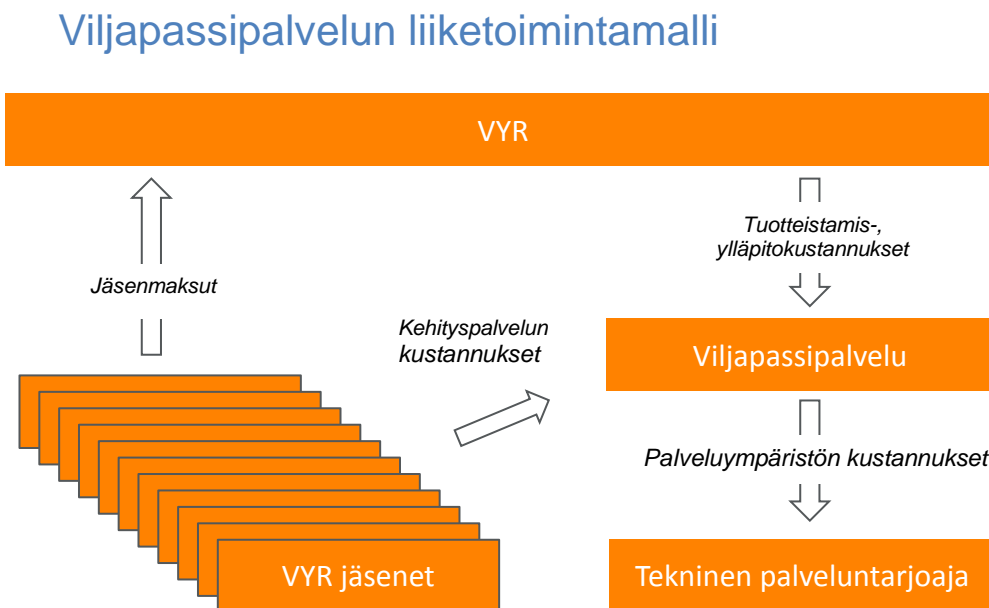 Viljapassipalvelun liiketoimintamalli
VYR
Jäsenmaksut
Tuotteistamis-,
ylläpitokustannukset
Kehityspalvelun
kustannukset
Viljapassipalvelu
Palveluympäristön kustannukset
VYR jäsenet
Tekninen palveluntarjoaja